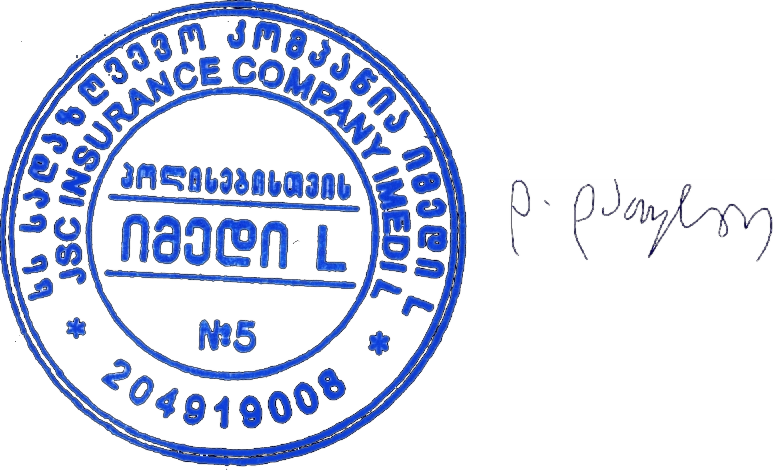 სს სადაზღვევო კომპანია იმედი L
JSC INSURANCE COMPANY IMEDI L
პოლისებისთვის
იმედი L
№5
* 204919008 *